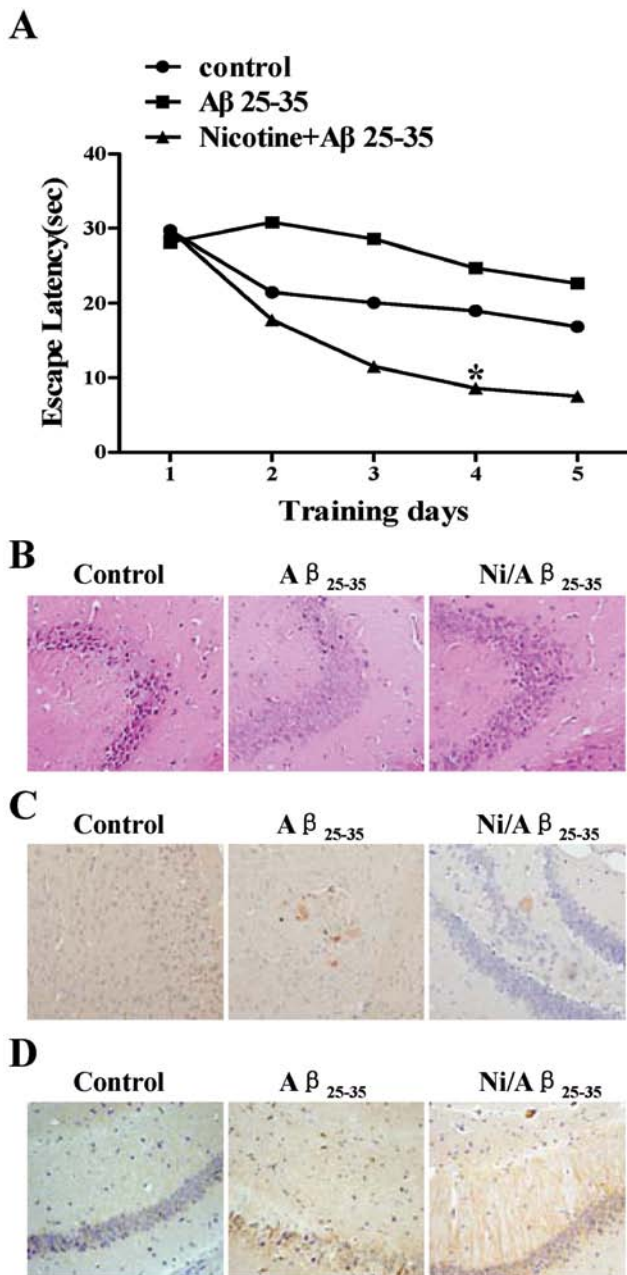 A
control
Aβ 25-35
Nicotine+Aβ 25-35
40
30
20
10
0
Escape Latency(sec)
*
1 2 3 4 5
Training days
B
Control A β 25-35 Ni/A β 25-35
C
Control A β 25-35 Ni/A β 25-35
D
Control A β 25-35 Ni/A β 25-35